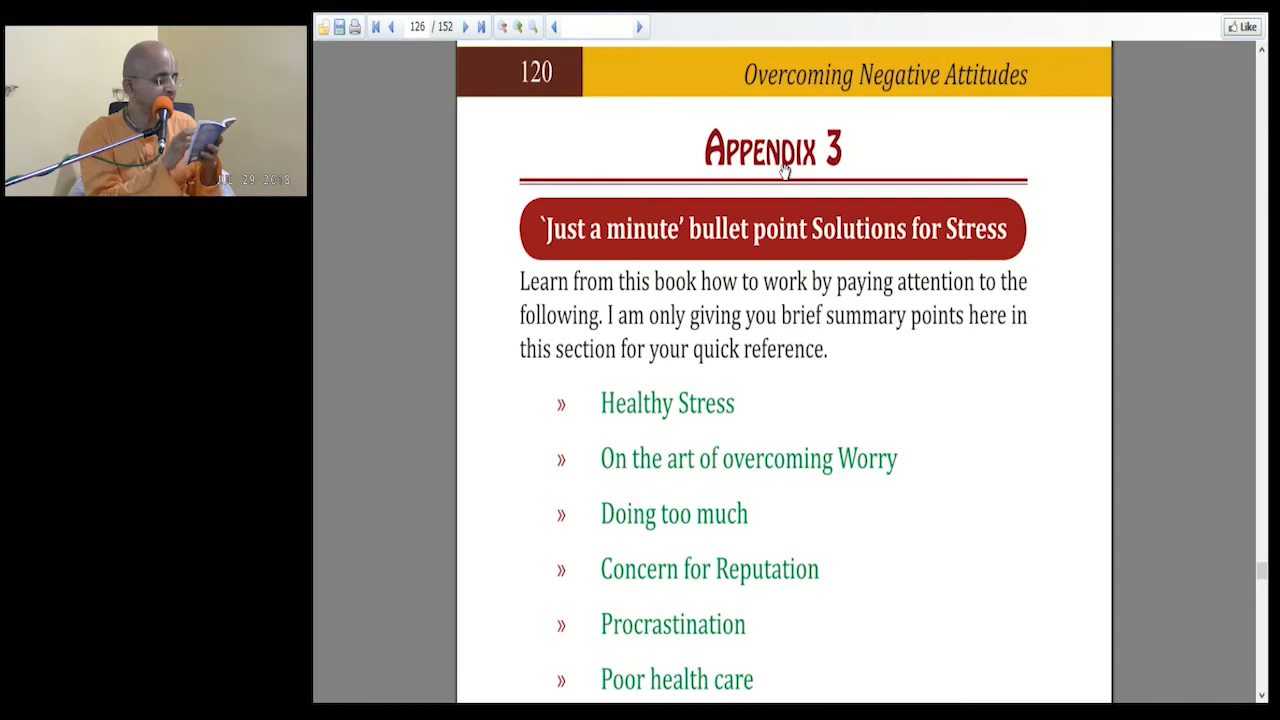 126 / 152
Like
120
Overcoming Negative Attitudes
APPENDIX 3
`Just a minute’ bullet point Solutions for Stress
Learn from this book how to work by paying attention to the
following. I am only giving you brief summary points here in
this section for your quick reference.
» Healthy Stress
» On the art of overcoming Worry
» Doing too much
» Concern for Reputation
» Procrastination
» Poor health care
JUL 29 2018